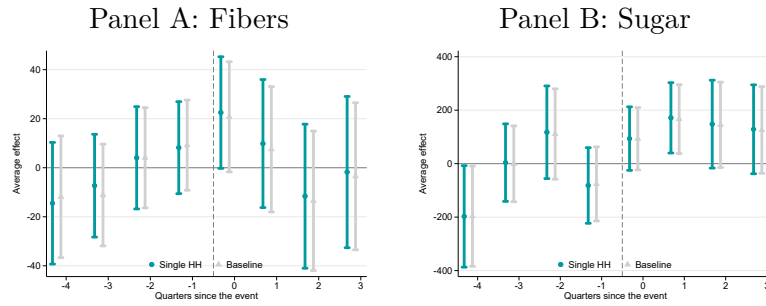 Panel A: Fibers
Panel B: Sugar
Average effect
40
20
0
-20
-40
Single HH
Baseline
-4
-3
-2
-1
0
1
2
3
Quarters since the event
Average effect
400
200
0
-200
-400
Single HH
Baseline
-4
-3
-2
-1
0
1
2
3
Quarters since the event